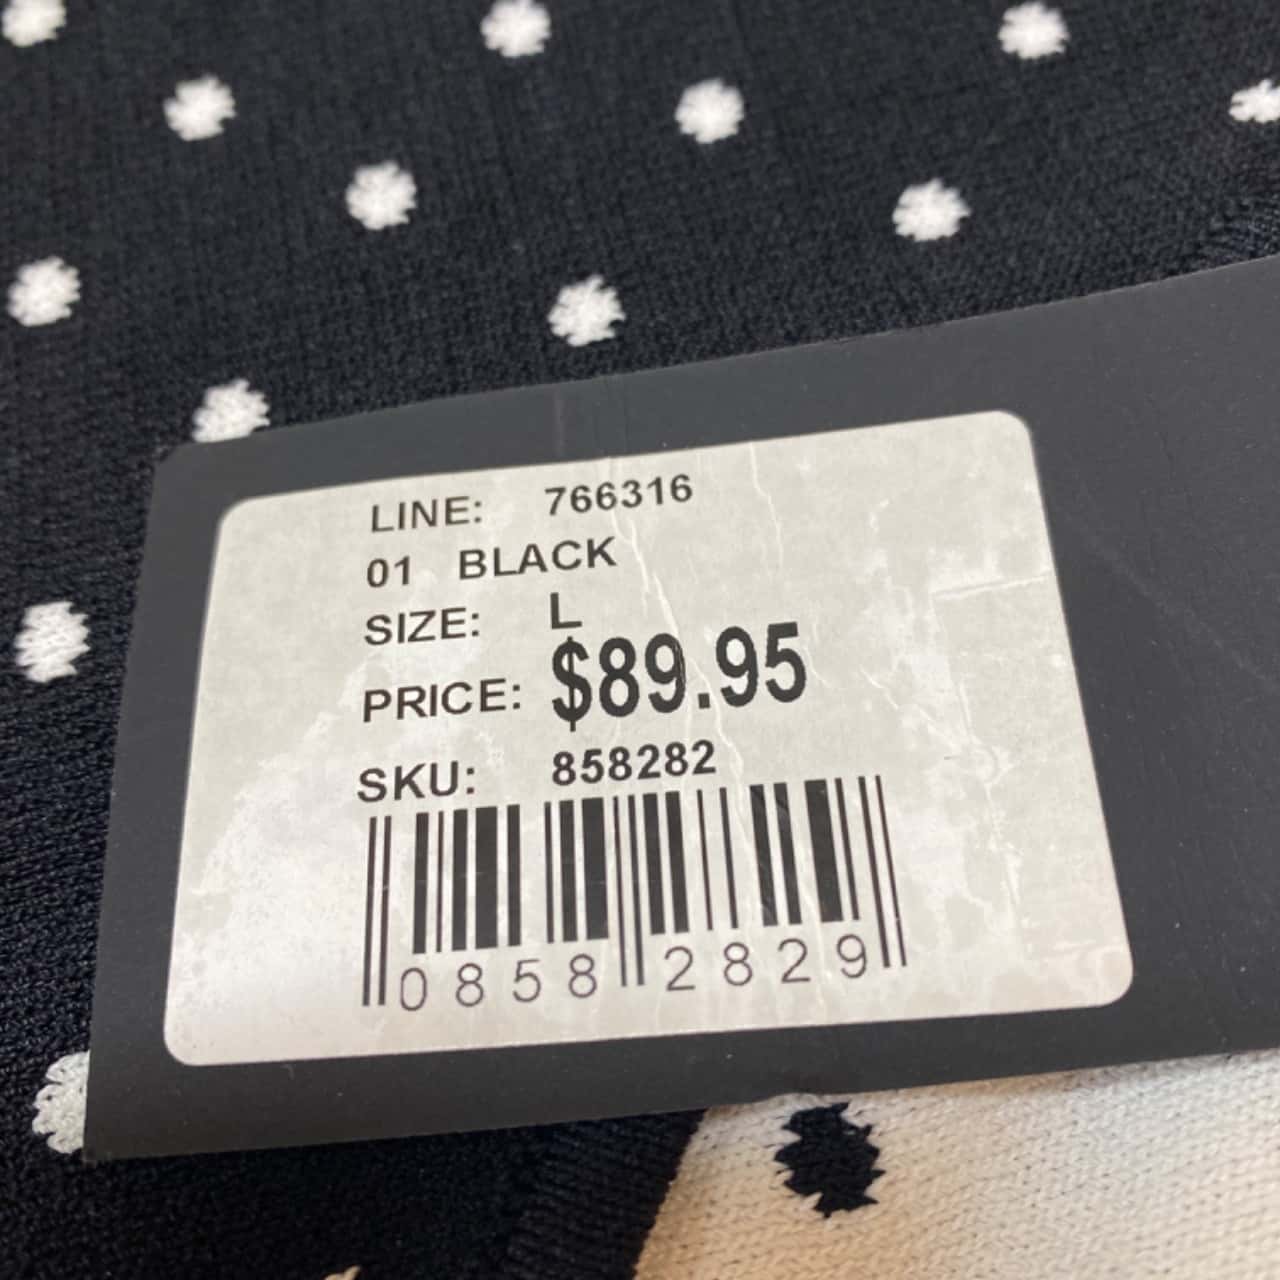 LINE: 766316
01 BLACK
SIZE: L
PRICE: $89.95
SKU: 858282
0858 2829